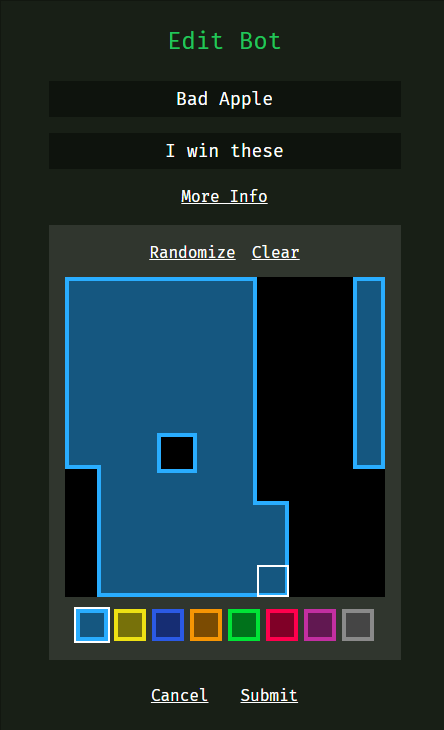 Edit Bot
Bad Apple
I win these
More Info
Randomize Clear
Cancel Submit